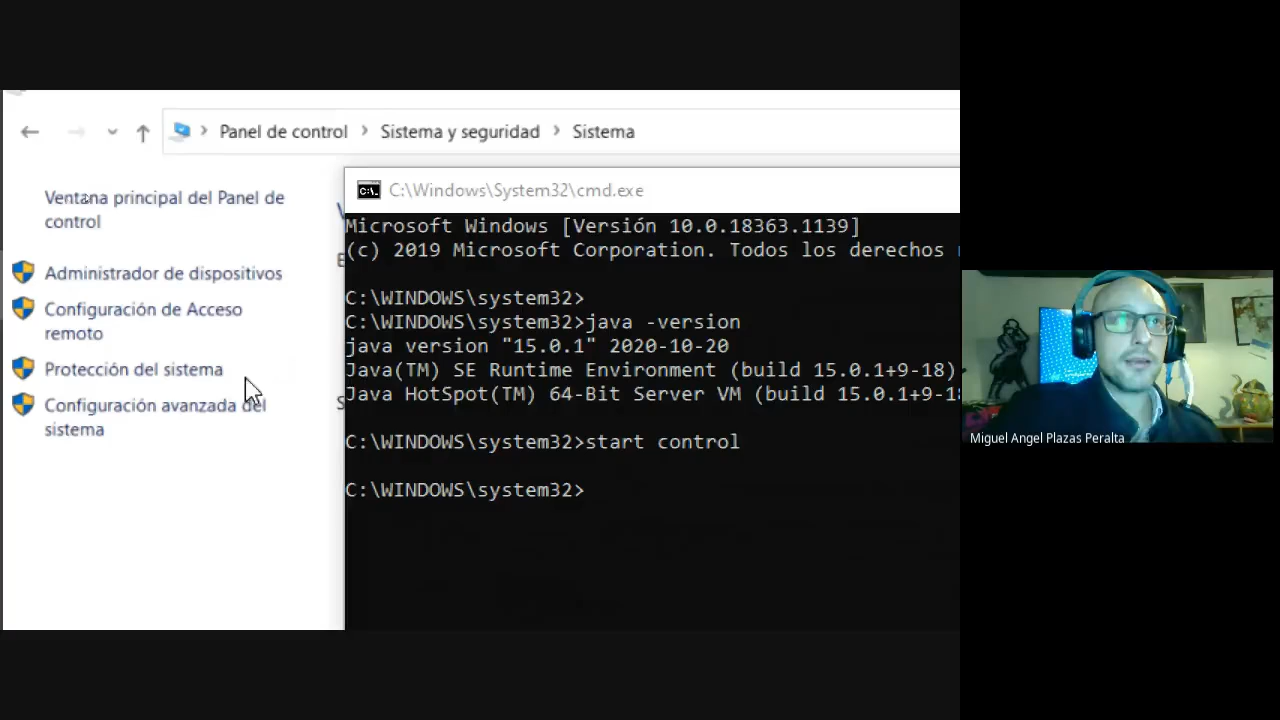 Panel de control > Sistema y seguridad > Sistema
Ventana principal del Panel de
control
Administrador de dispositivos
Configuración de Acceso
remoto
Protección del sistema
Configuración avanzada del
sistema
C:\Windows\System32\cmd.exe
Microsoft Windows [Versión 10.0.18363.1139]
(c) 2019 Microsoft Corporation. Todos los derechos
C:\WINDOWS\system32>
C:\WINDOWS\system32>java -version
java version "15.0.1" 2020-10-20
Java(TM) SE Runtime Environment (build 15.0.1+9-18)
Java HotSpot(TM) 64-Bit Server VM (build 15.0.1+9-18
C:\WINDOWS\system32>start control
C:\WINDOWS\system32>
Miguel Angel Plazas Peralta